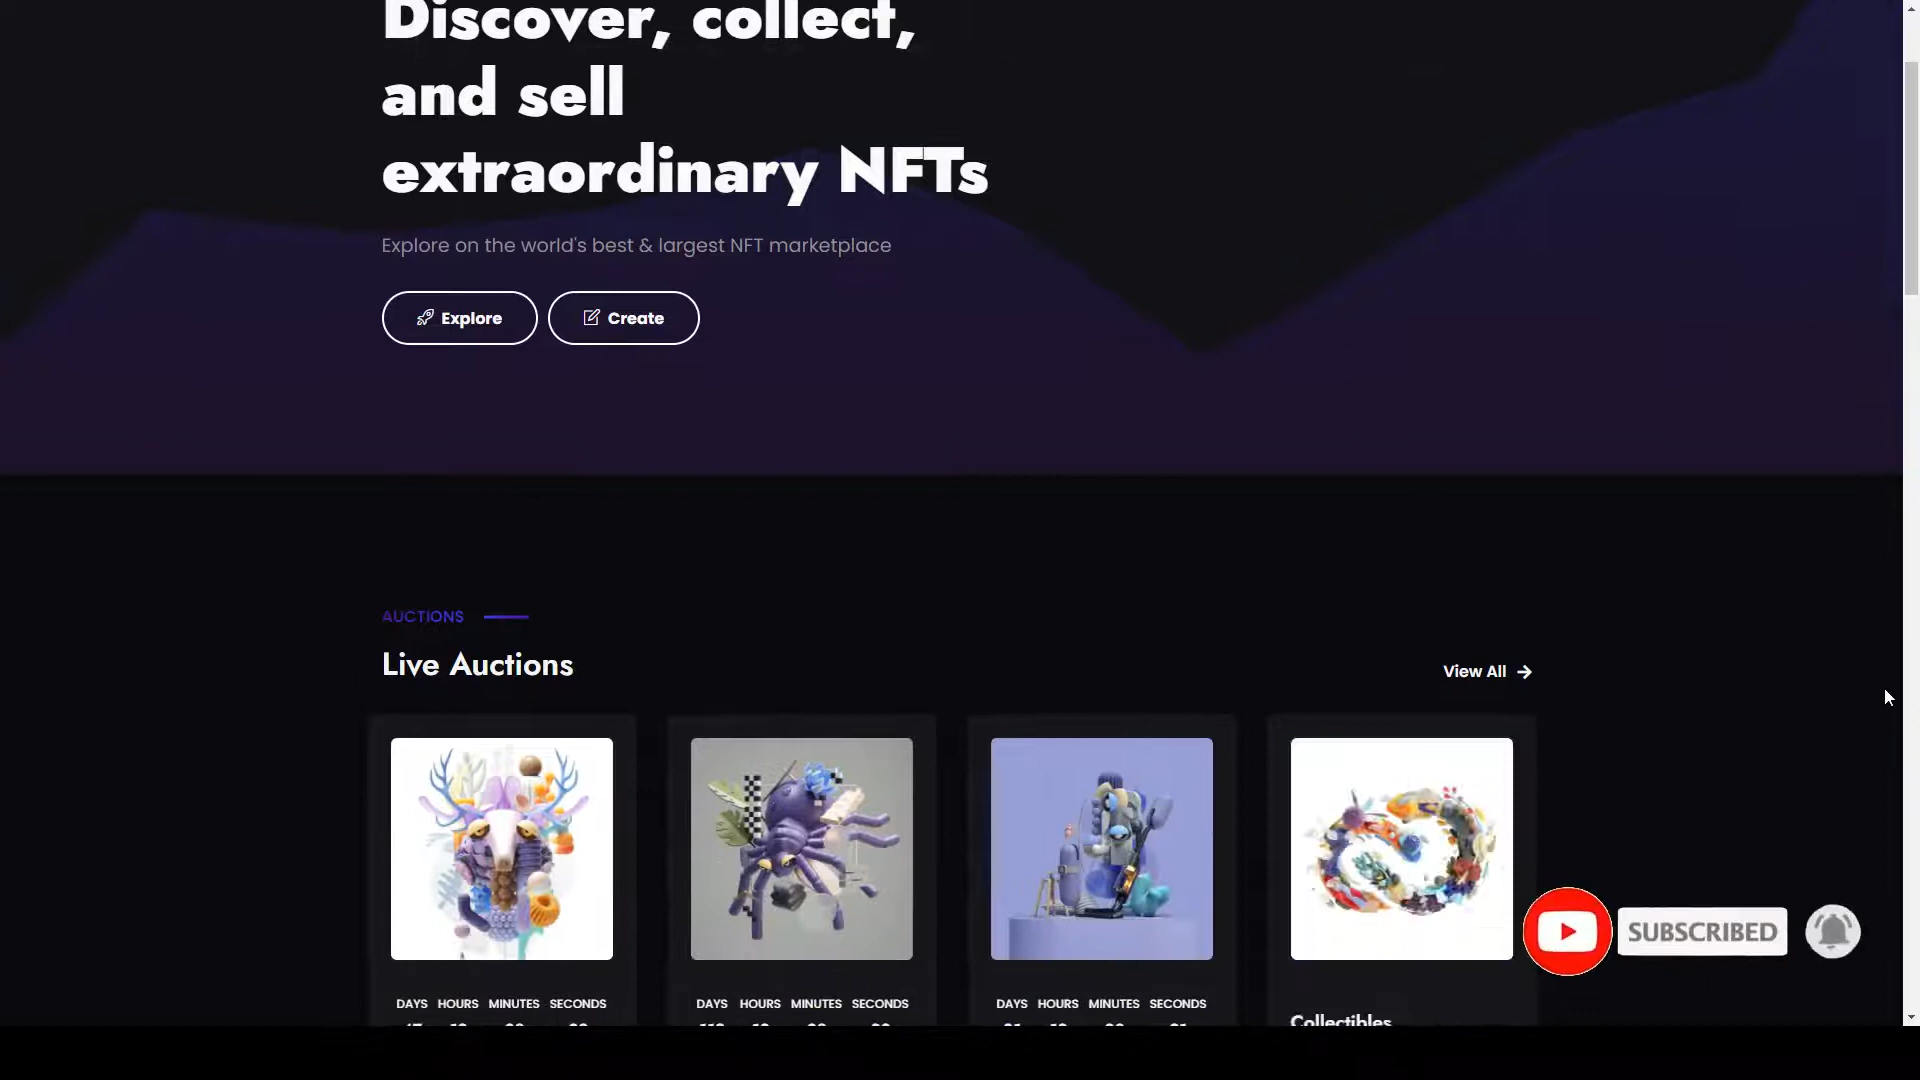 Discover, collect,
and sell
extraordinary NFTs
Explore on the world's best & largest NFT marketplace
Explore
Create
AUCTIONS
Live Auctions
View All
DAYS HOURS MINUTES SECONDS
DAYS HOURS MINUTES SECONDS
DAYS HOURS MINUTES SECONDS
Collectibles
SUBSCRIBED